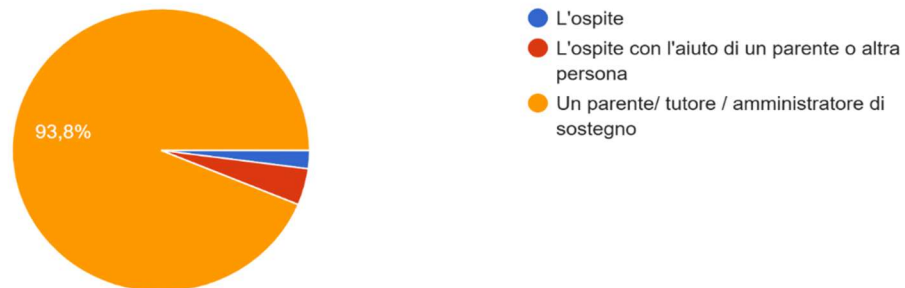 L'ospite
L'ospite con l'aiuto di un parente o altra
persona
Un parente/ tutore / amministratore di
sostegno
93,8%